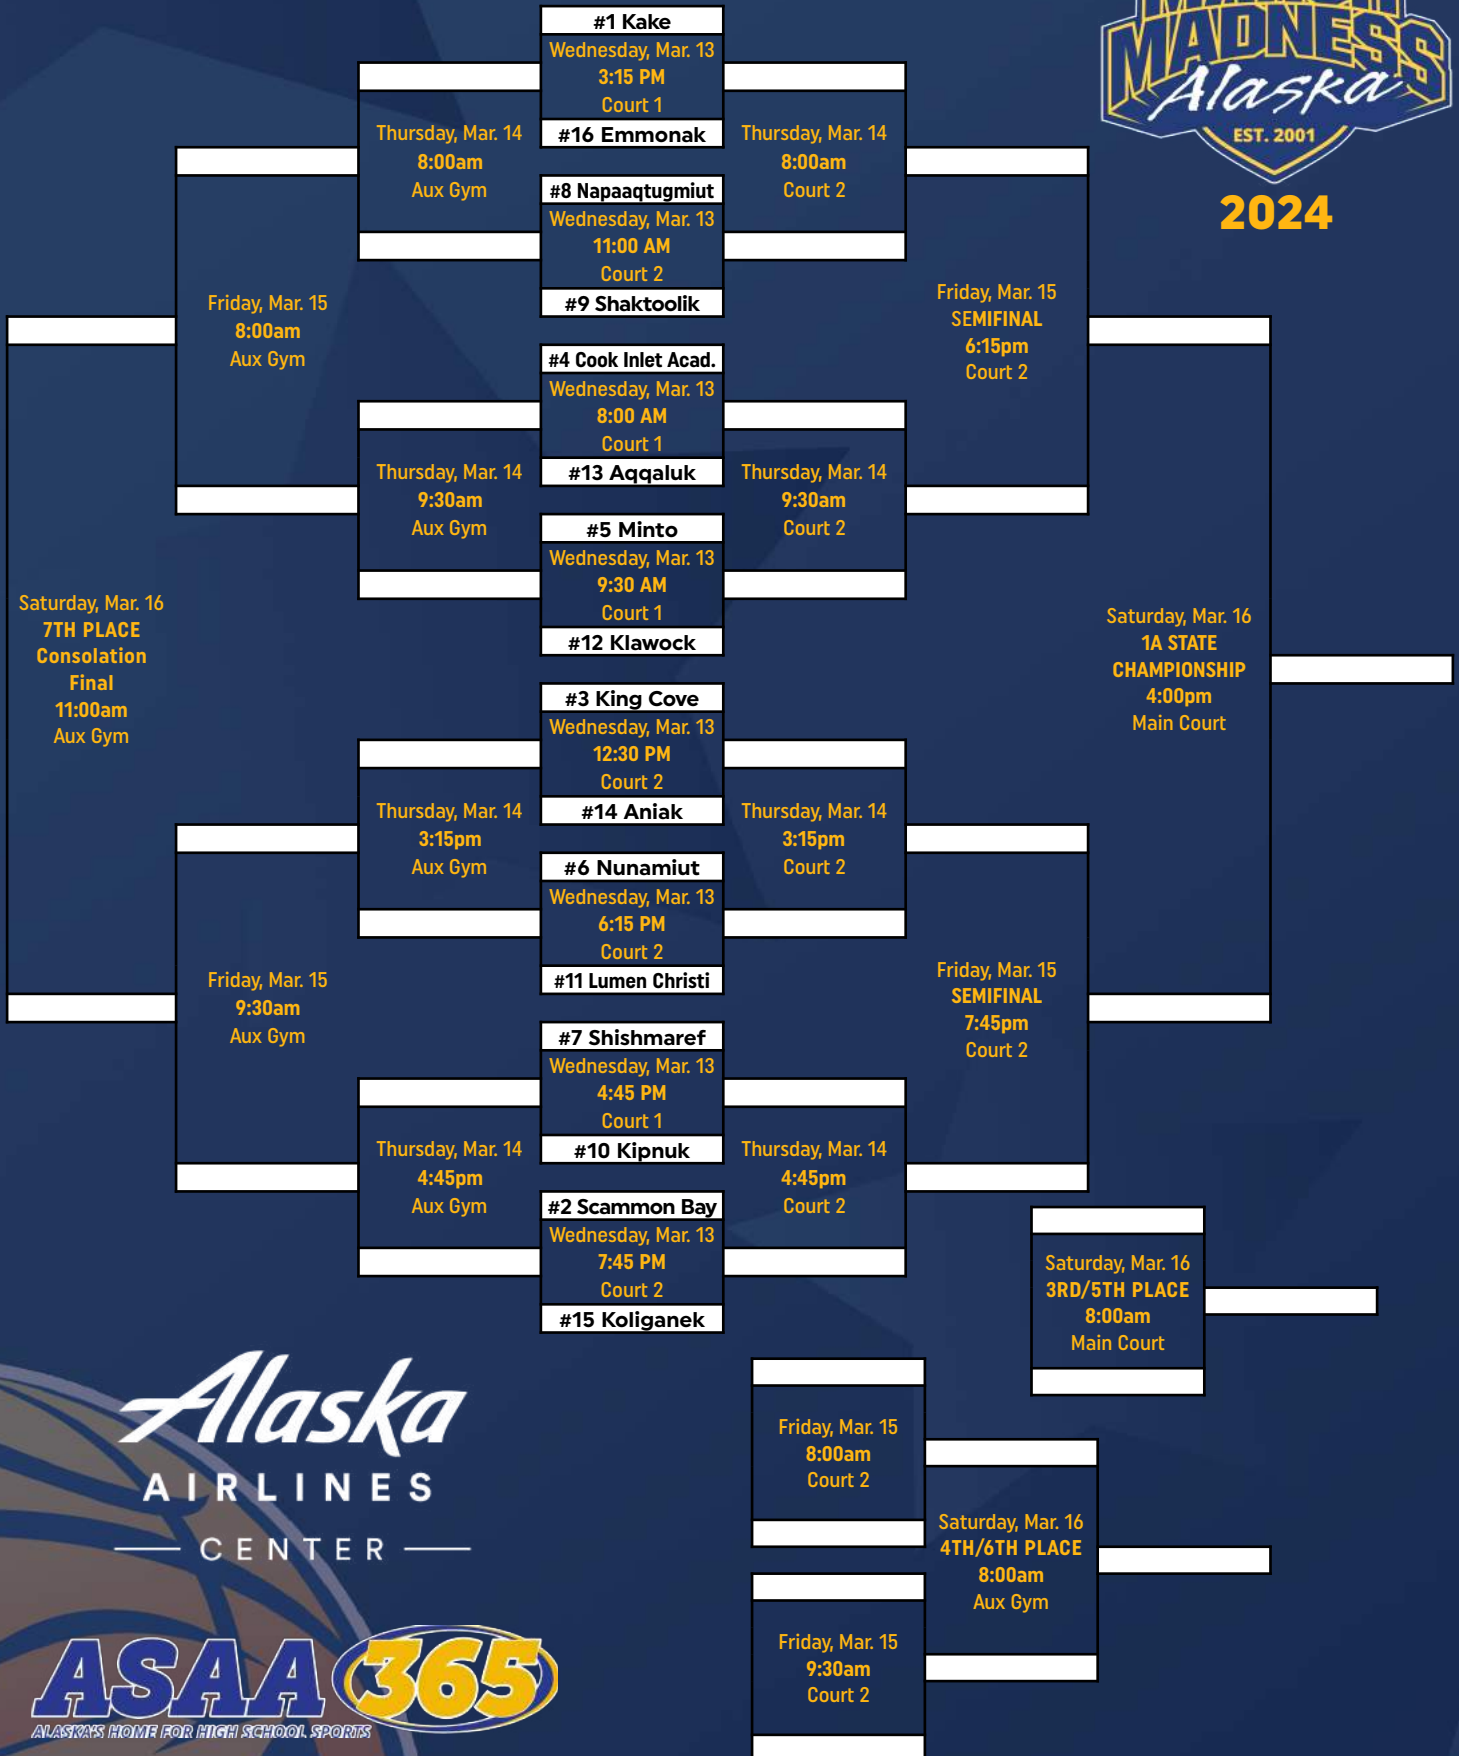 MADNESS
Alaska
EST. 2001
2024
#1 Kake
Wednesday, Mar. 13
3:15 PM
Court 1
#16 Emmonak
#8 Napaaqtugmiut
Wednesday, Mar. 13
11:00 AM
Court 2
#9 Shaktoolik
#4 Cook Inlet Acad.
Wednesday, Mar. 13
8:00 AM
Court 1
#13 Aqqaluk
#5 Minto
Wednesday, Mar. 13
9:30 AM
Court 1
#12 Klawock
#3 King Cove
Wednesday, Mar. 13
12:30 PM
Court 2
#14 Aniak
#6 Nunamiut
Wednesday, Mar. 13
6:15 PM
Court 2
#11 Lumen Christi
#7 Shishmaref
Wednesday, Mar. 13
4:45 PM
Court 1
#10 Kipnuk
#2 Scammon Bay
Wednesday, Mar. 13
7:45 PM
Court 2
#15 Koliganek
Thursday, Mar. 14
8:00am
Aux Gym
Thursday, Mar. 14
9:30am
Aux Gym
Thursday, Mar. 14
3:15pm
Aux Gym
Thursday, Mar. 14
4:45pm
Aux Gym
Friday, Mar. 15
8:00am
Aux Gym
Friday, Mar. 15
9:30am
Aux Gym
Saturday, Mar. 16
7TH PLACE
Consolation
Final
11:00am
Aux Gym
Thursday, Mar. 14
8:00am
Court 2
Thursday, Mar. 14
9:30am
Court 2
Thursday, Mar. 14
3:15pm
Court 2
Thursday, Mar. 14
4:45pm
Court 2
Friday, Mar. 15
SEMIFINAL
6:15pm
Court 2
Friday, Mar. 15
SEMIFINAL
7:45pm
Court 2
Saturday, Mar. 16
1A STATE
CHAMPIONSHIP
4:00pm
Main Court
Saturday, Mar. 16
3RD/5TH PLACE
8:00am
Main Court
Friday, Mar. 15
8:00am
Court 2
Friday, Mar. 15
9:30am
Court 2
Saturday, Mar. 16
4TH/6TH PLACE
8:00am
Aux Gym
Alaska
AIRLINES
CENTER
ASAA 365
ALASKA'S HOME FOR HIGH SCHOOL SPORTS